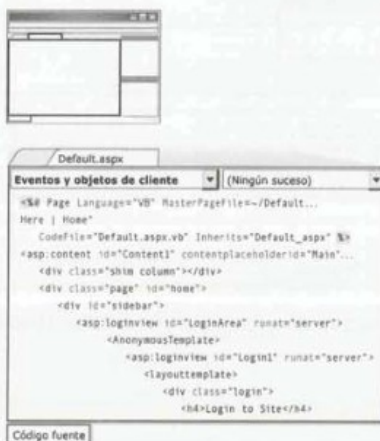 Default.aspx
Eventos y objetos de cliente (Ningún suceso)
<%@ Page Language="VB" MasterPageFile=~/Default...
Here | Home"
CodeFile="Default.aspx.vb" Inherits="Default_aspx" %>
<asp:content id="Content1" contentplaceholderid="Main"...
<div class="shim column"></div>
<div class="page" id="home">
<div id="sidebar">
<asp:loginview id="LoginArea" runat="server">
<AnonymousTemplate>
<asp:loginview id="Login1" runat="server">
<layouttemplate>
<div class="login">
<h4>Login to Site</h4>
Código fuente